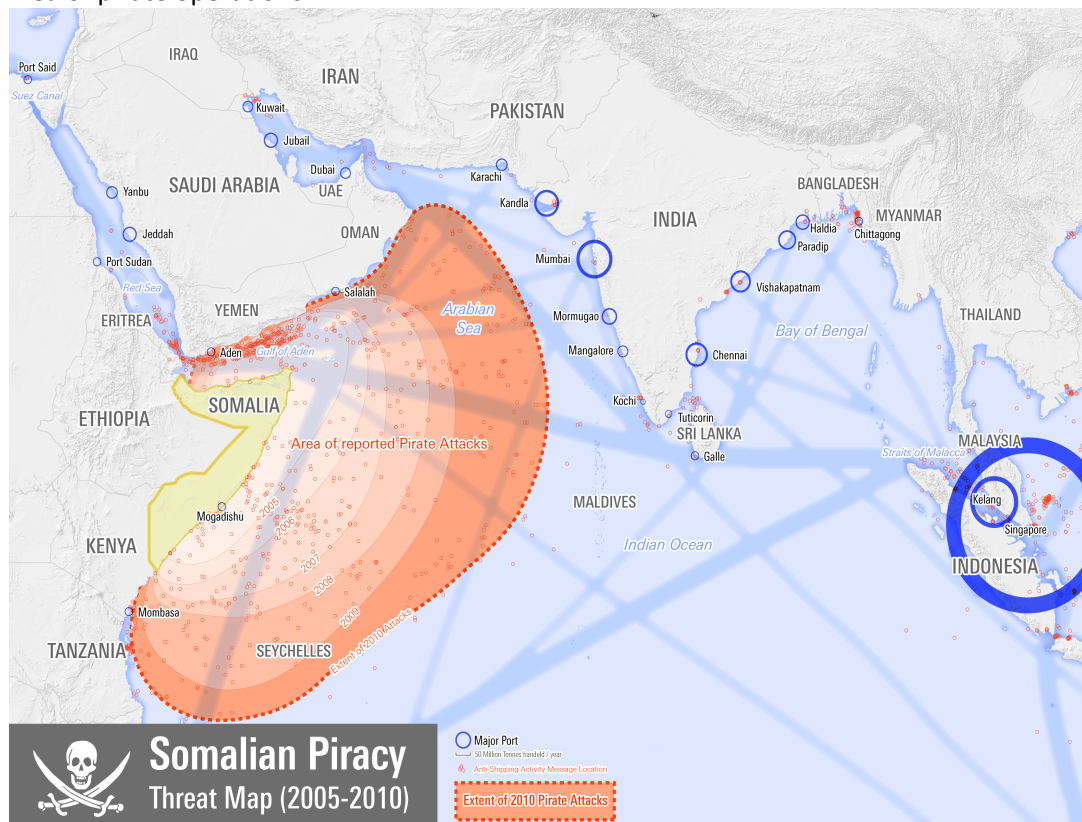 IRAQ
IRAN
Port Said
Suez Canal
PAKISTAN
Kuwait
Jubail
Dubai
UAE
Karachi
Yanbu
SAUDI ARABIA
Kandla
BANGLADESH
INDIA
MYANMAR
Haldia
Chittagong
Paradip
Jeddah
OMAN
Port Sudan
Mumbai
Red Sea
Salalah
Vishakapatnam
YEMEN
Arabian
Sea
ERITREA
Mormugao
Bay of Bengal
THAILAND
Aden
Gulf of Aden
Mangalore
Chennai
SOMALIA
Kochi
ETHIOPIA
Tuticorin
SRI LANKA
Area of reported Pirate Attacks
MALAYSIA
Galle
Straits of Malacca
MALDIVES
Kelang
Mogadishu
2005
2006
Singapore
KENYA
Indian Ocean
2007
INDONESIA
2008
Mombasa
2009
Extent of 2010 Attacks
TANZANIA
SEYCHELLES
Somalian Piracy
Threat Map (2005-2010)
Major Port
50 Million Tonnes handeld / year
Anti-Shipping Activity Message Location
Extent of 2010 Pirate Attacks